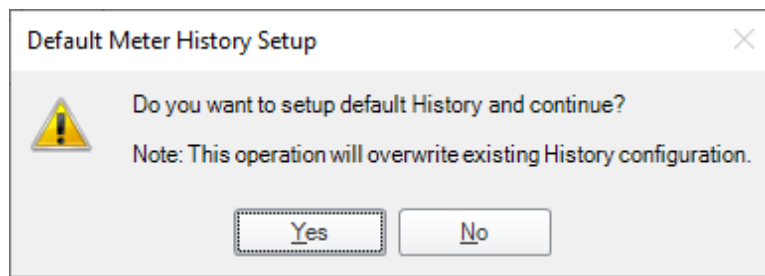 Default Meter History Setup
Do you want to setup default History and continue?
Note: This operation will overwrite existing History configuration.
Yes
No